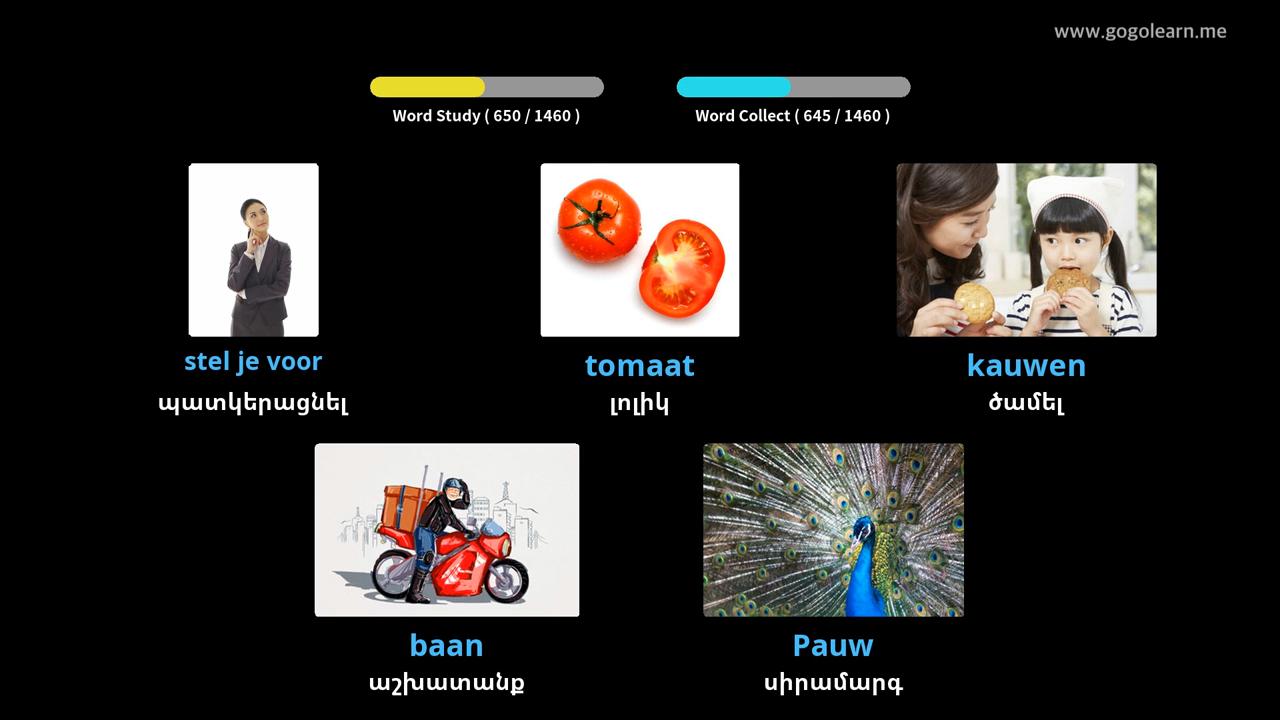 www.gogolearn.me
Word Study ( 650 / 1460 )
Word Collect ( 645 / 1460 )
stel je voor
պատկերացնել
tomaat
լոլիկ
kauwen
ծամել
baan
աշխատանք
Pauw
սիրամարգ